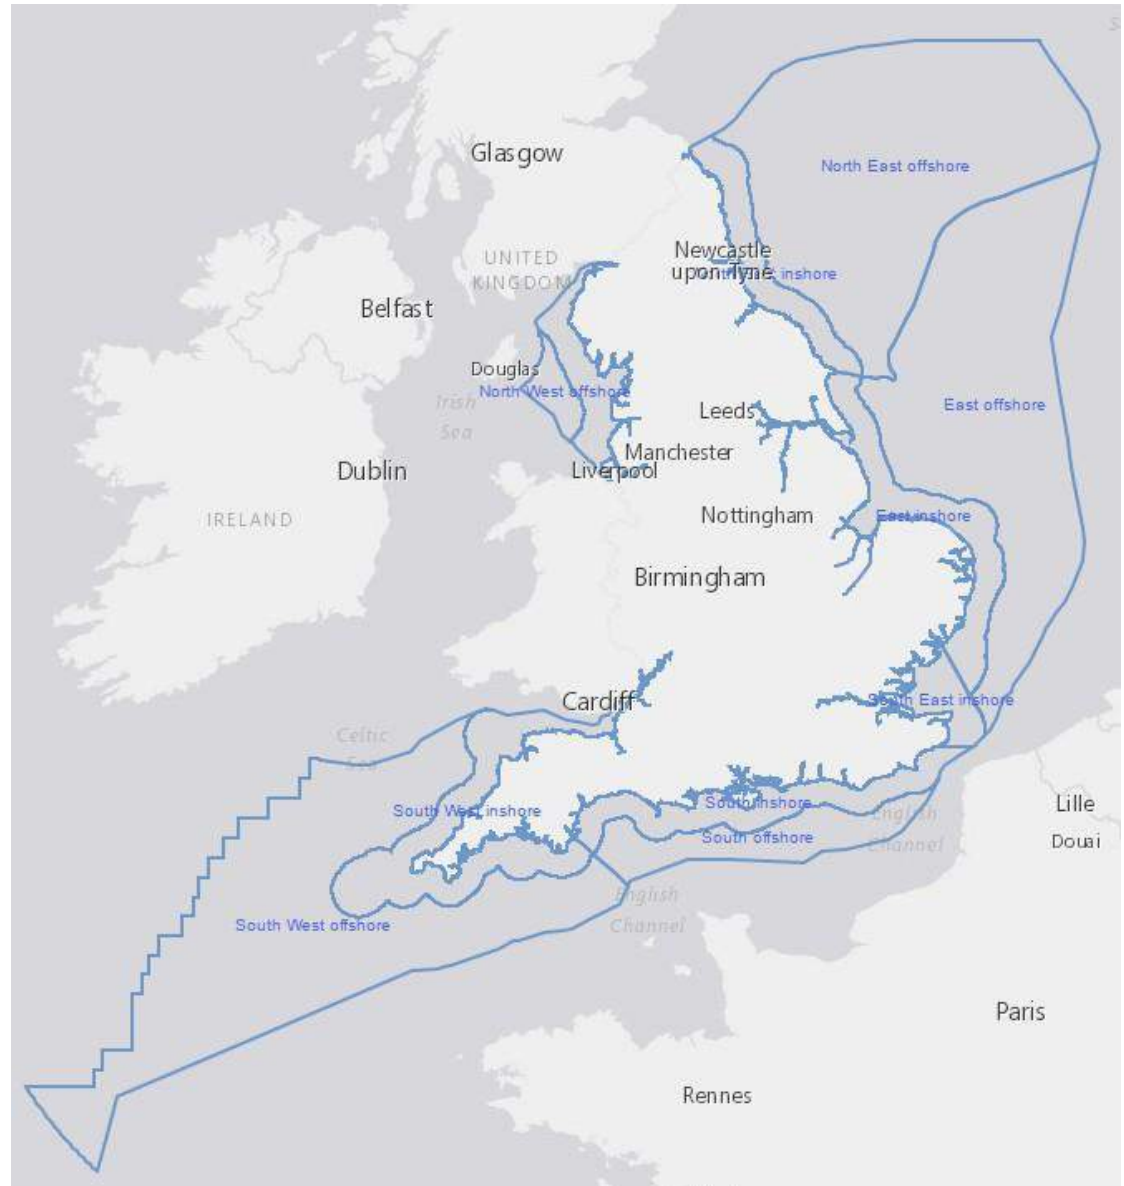 S
Glasgow
North East offshore
UNITED
KINGDOM
Newcastle
upon Tyne
inshore
Belfast
Douglas
North West offshore
Irish
Sea
Leeds
East offshore
Manchester
Dublin
Liverpool
IRELAND
Nottingham
East inshore
Birmingham
Cardiff
South East inshore
Celtic
Sea
South West inshore
South inshore
English
Channel
South offshore
Lille
Douai
English
Channel
South West offshore
Paris
Rennes